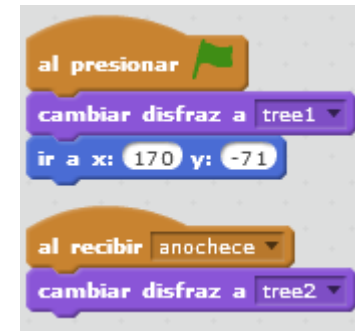 al presionar
cambiar disfraz a tree1
ir a x: 170 y: -71
al recibir anochece
cambiar disfraz a tree2